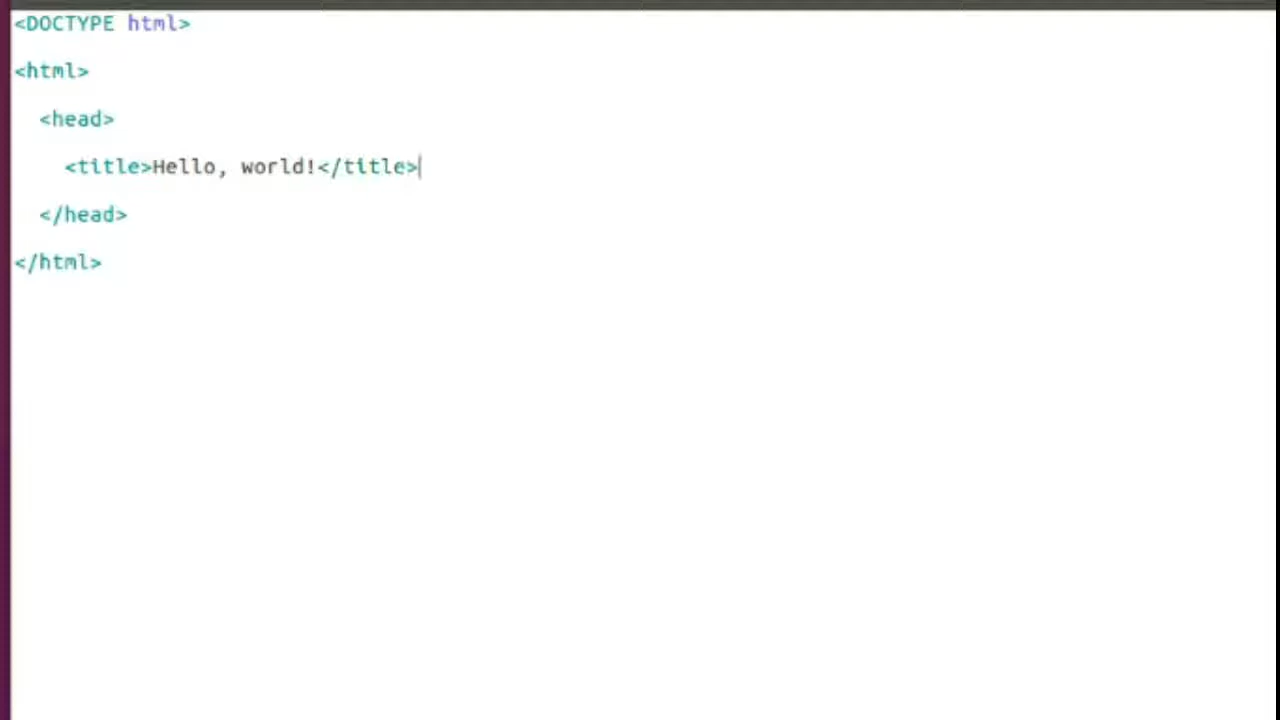 <DOCTYPE html>
<html>
<head>
<title>Hello, world!</title>
</head>
</html>